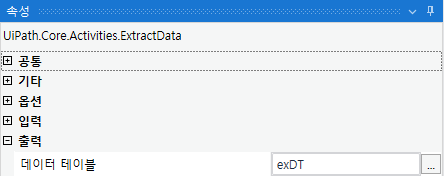 속성
UiPath.Core.Activities.ExtractData
공통
기타
옵션
입력
출력
데이터 테이블 exDT ...